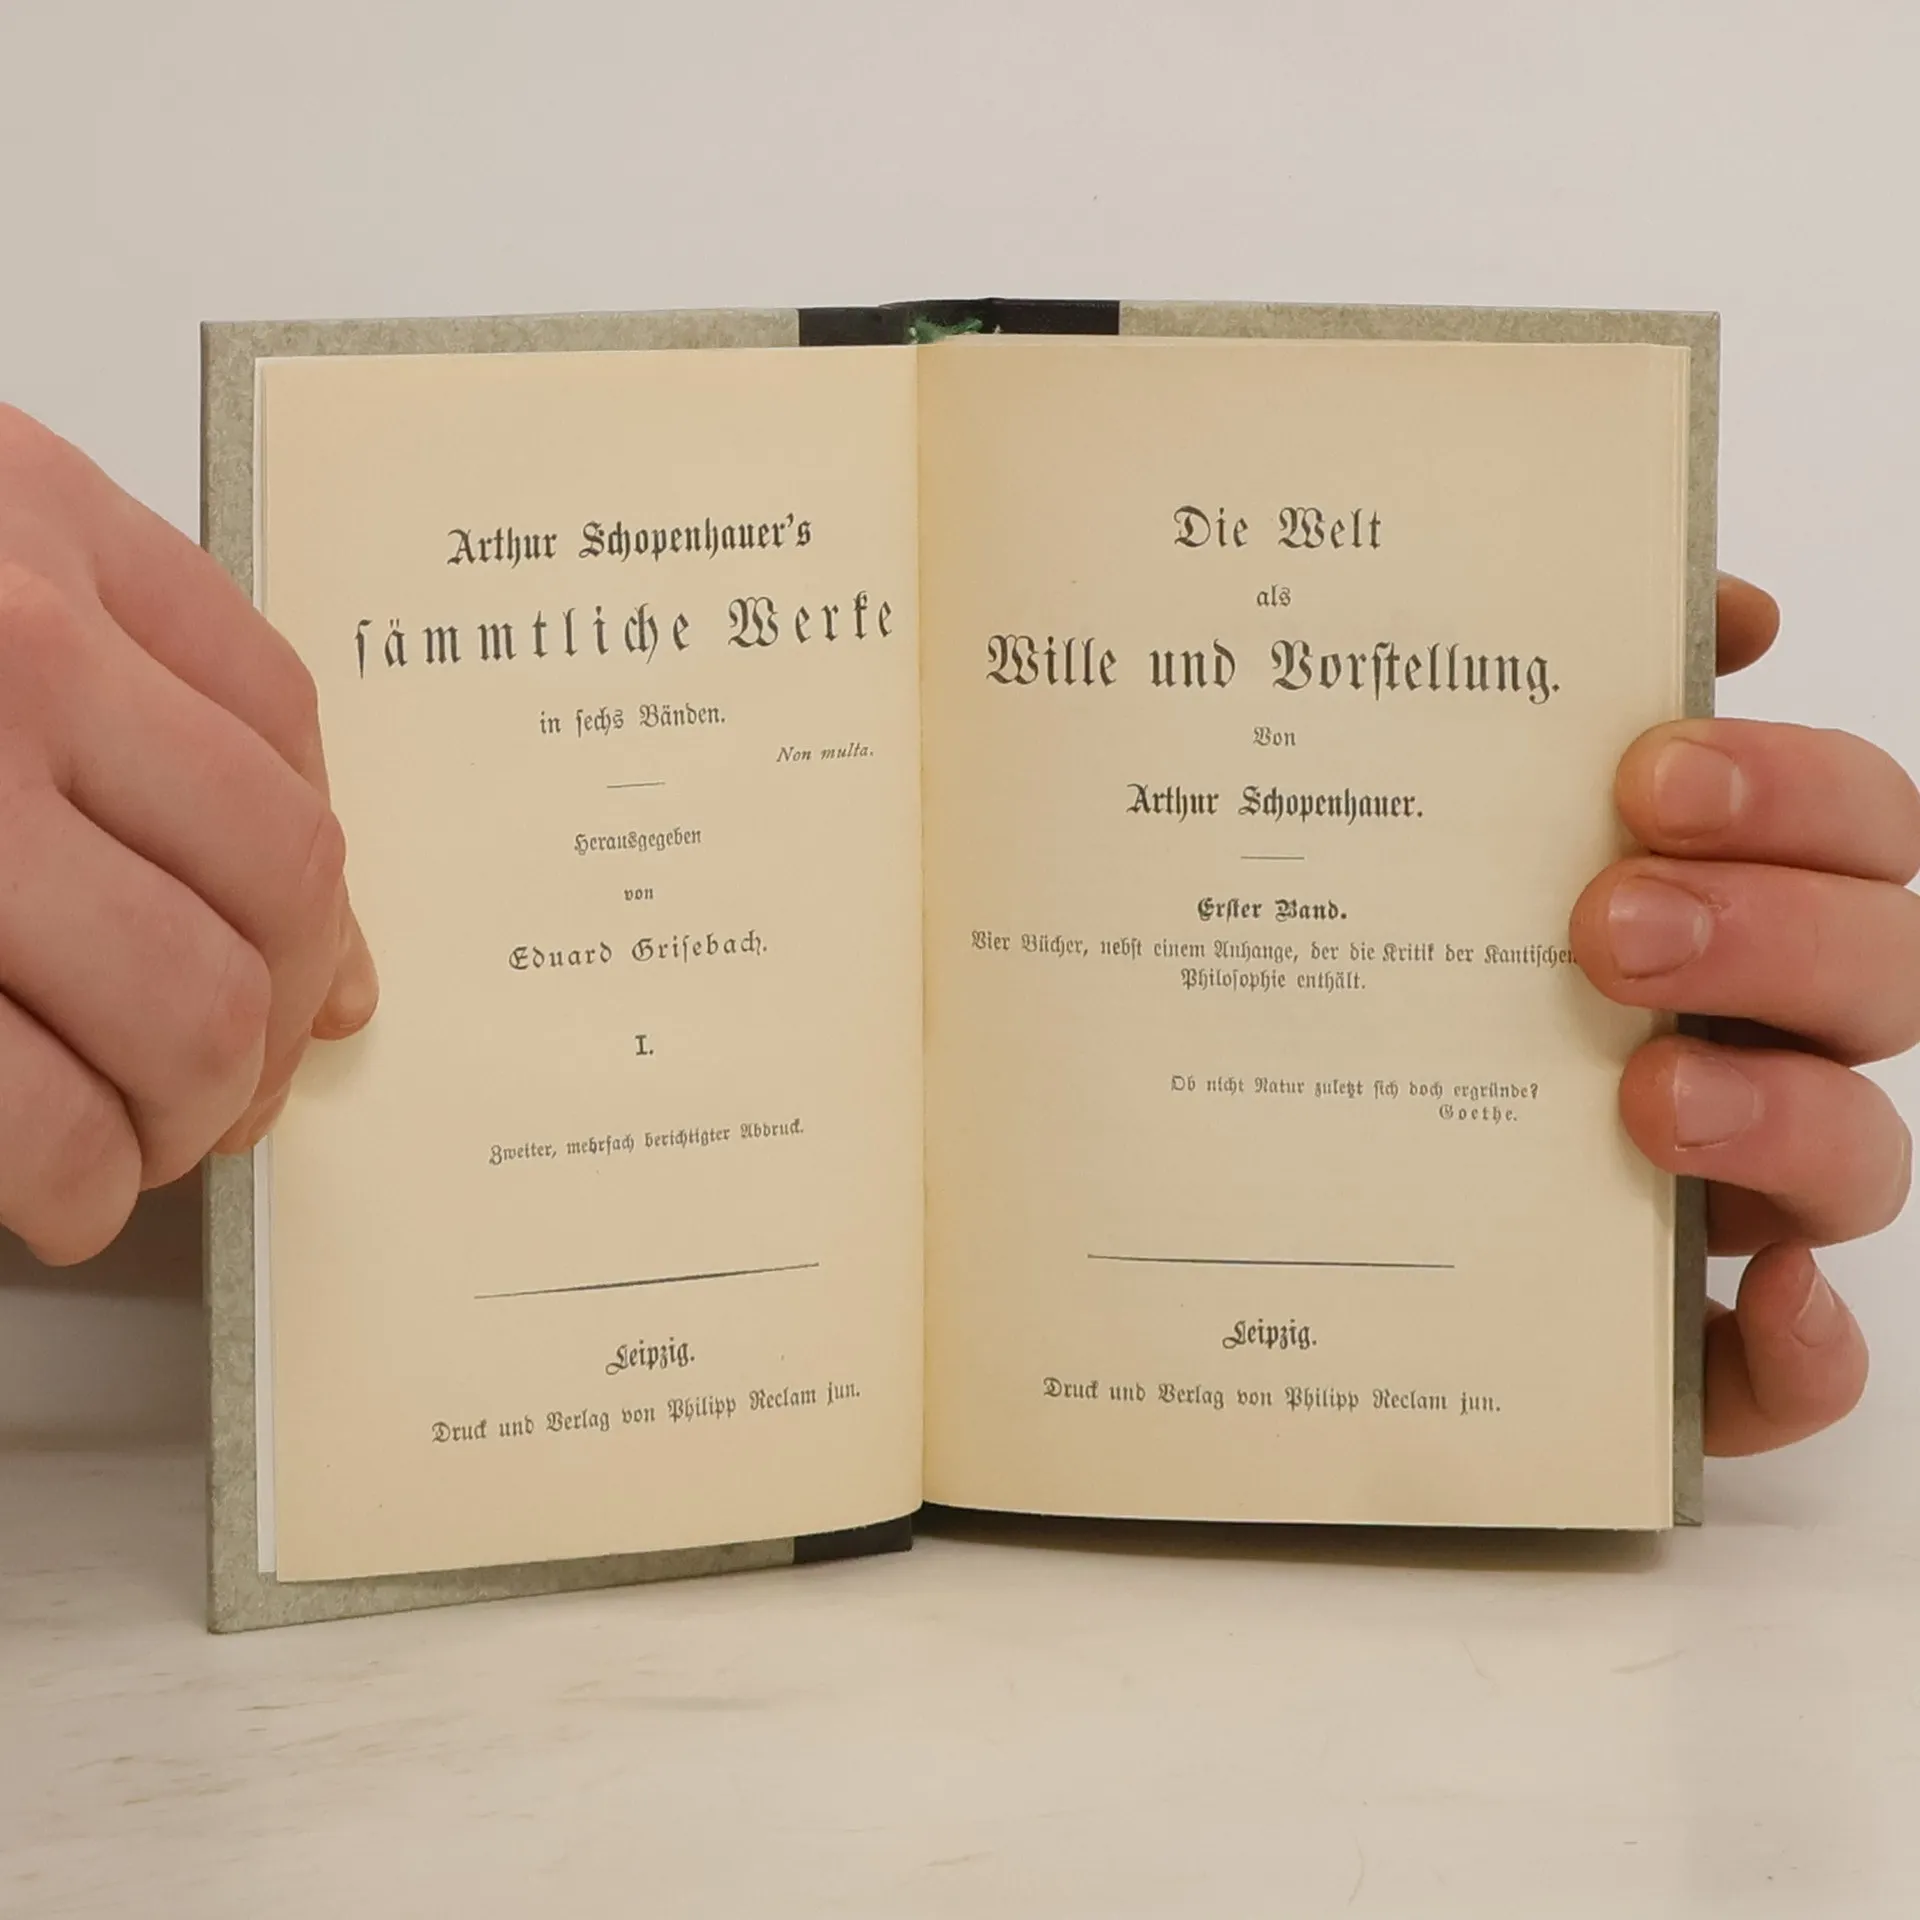 Arthur Schopenhauer's
sämmtliche Werke
in sechs Bänden.
Non multa.
Herausgegeben
von
Eduard Grisebach.
I.
Zweiter, mehrfach berichtigter Abdruck.
Leipzig.
Druck und Verlag von Philipp Reclam jun.
Die Welt
als
Wille und Vorstellung.
Von
Arthur Schopenhauer.
Erster Band.
Vier Bücher, nebst einem Anhange, der die Kritik der Kantischen
Philosophie enthält.
Ob nicht Natur zuletzt sich doch ergründe?
Goethe.
Leipzig.
Druck und Verlag von Philipp Reclam jun.